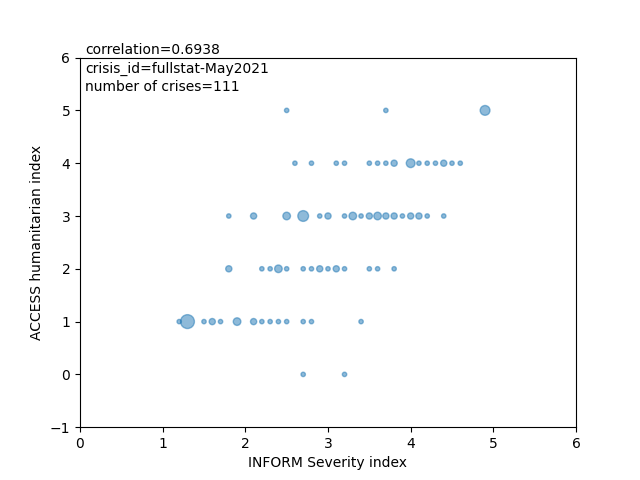 correlation=0.6938
crisis_id=fullstat-May2021
number of crises=111
6
5
4
3
2
1
0
−1
ACCESS humanitarian index
0 1 2 3 4 5 6
INFORM Severity index